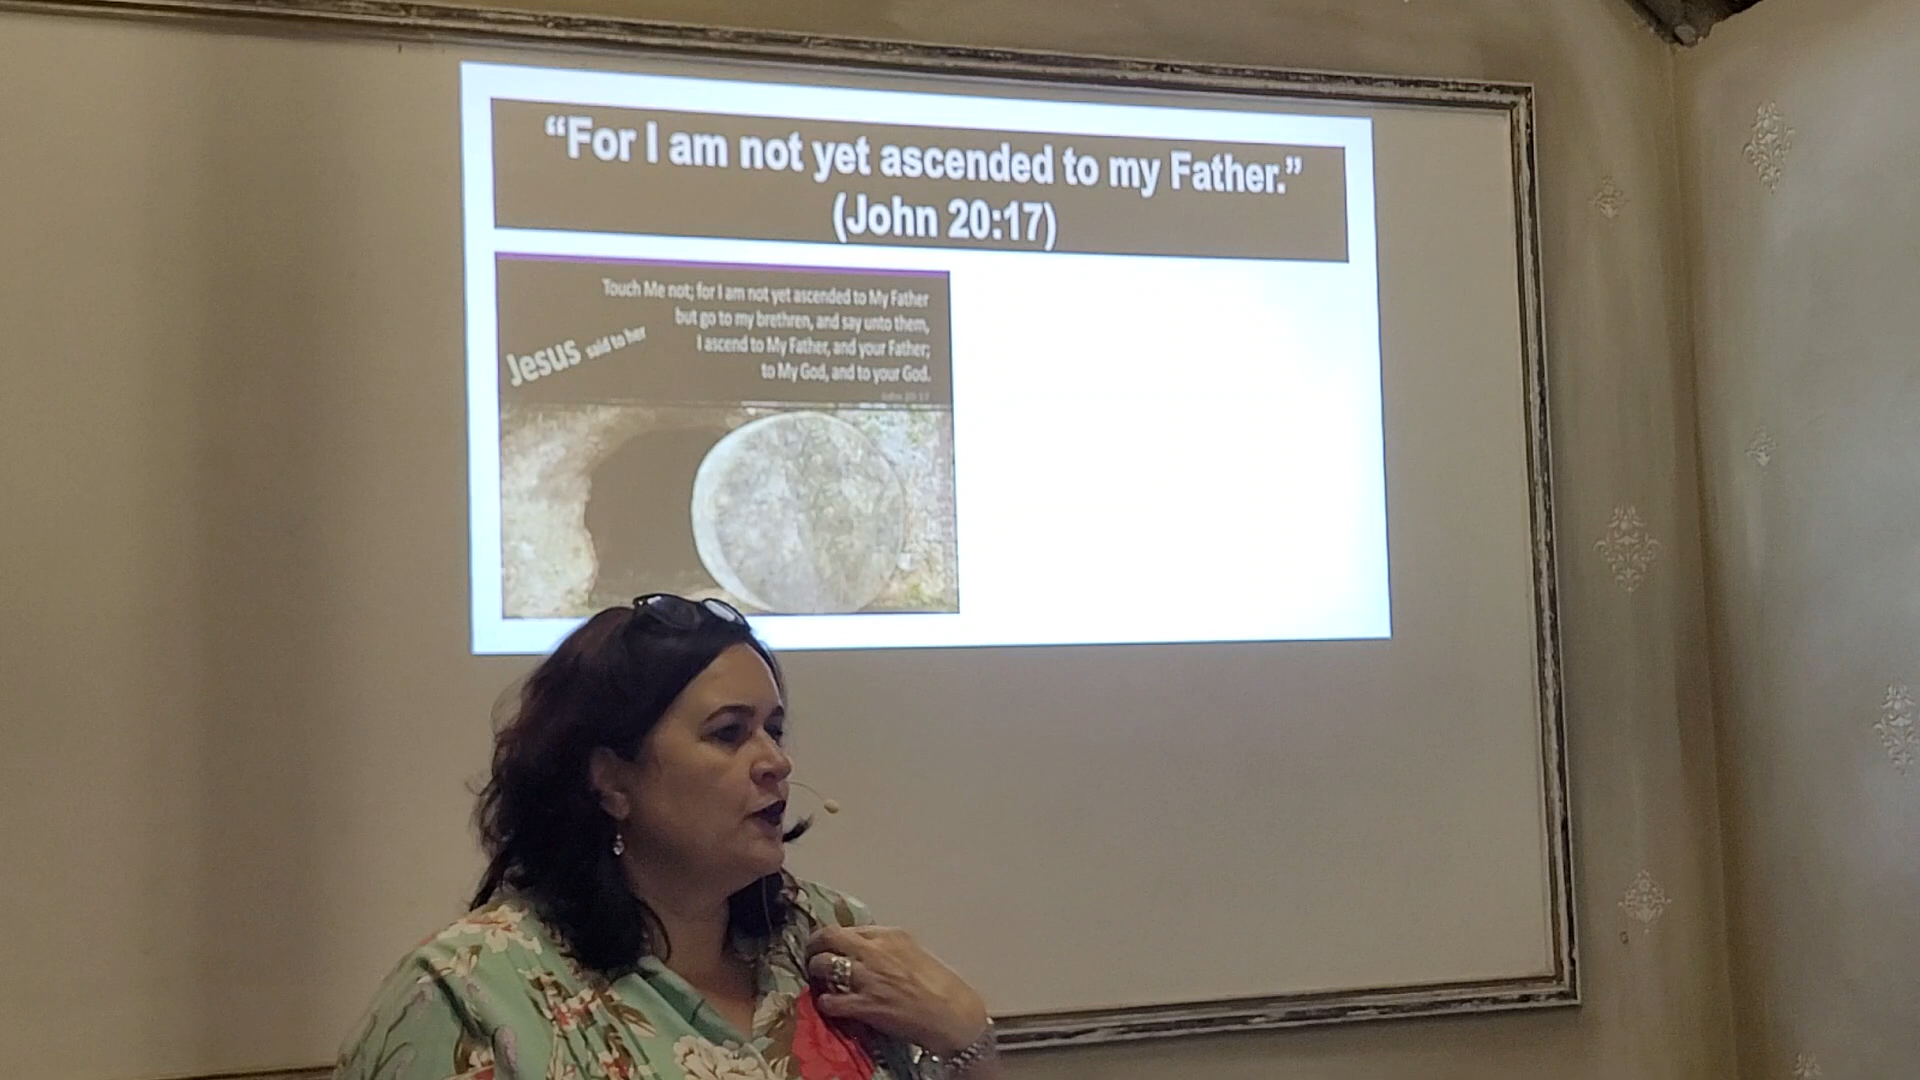 “For I am not yet ascended to my Father.”
(John 20:17)
Touch Me not; for I am not yet ascended to My Father
but go to my brethren, and say unto them,
I ascend to My Father, and your Father;
to My God, and to your God.
John 20:17
Jesus said to her